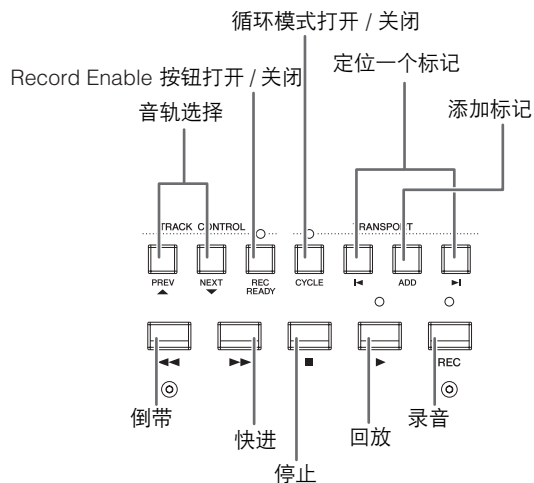 循环模式打开 / 关闭
定位一个标记
Record Enable 按钮打开 / 关闭
音轨选择
添加标记
TRACK CONTROL
TRANSPORT
PREV
NEXT
REC READY
CYCLE
ADD
REC
倒带
快进
停止
回放
录音